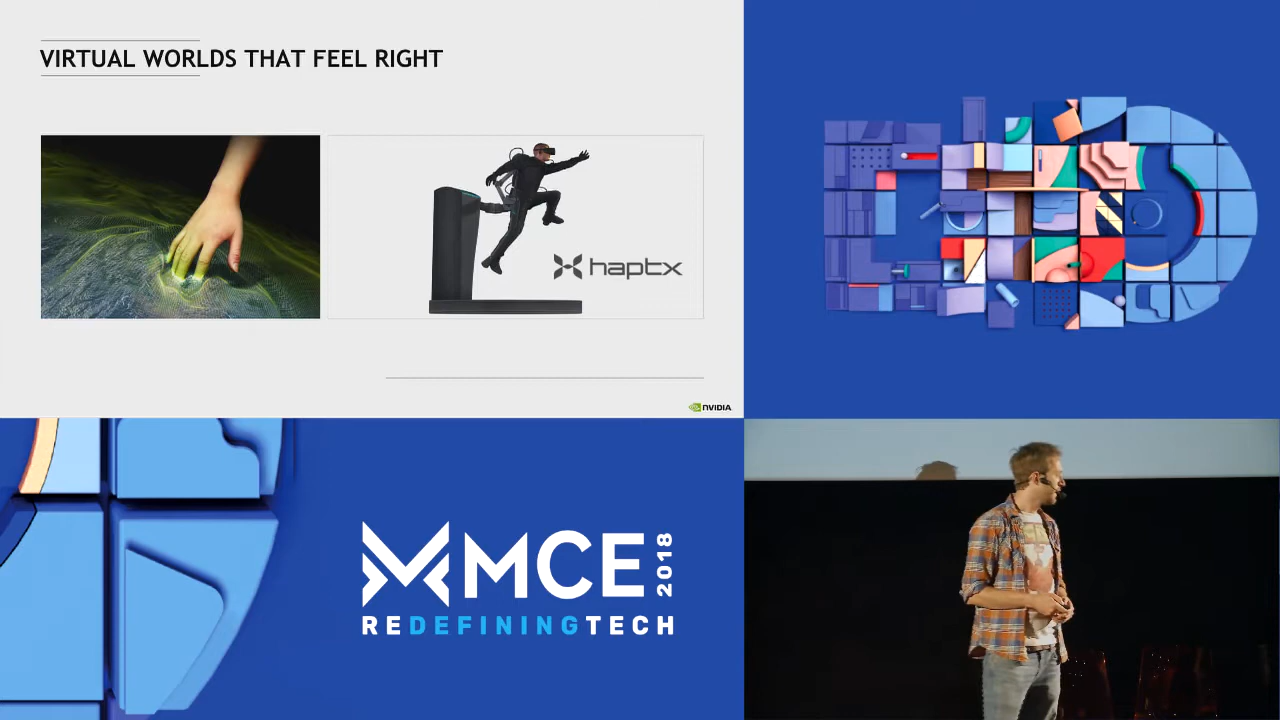 VIRTUAL WORLDS THAT FEEL RIGHT
haptx
NVIDIA.
MCE 2018
REDEFININGTECH